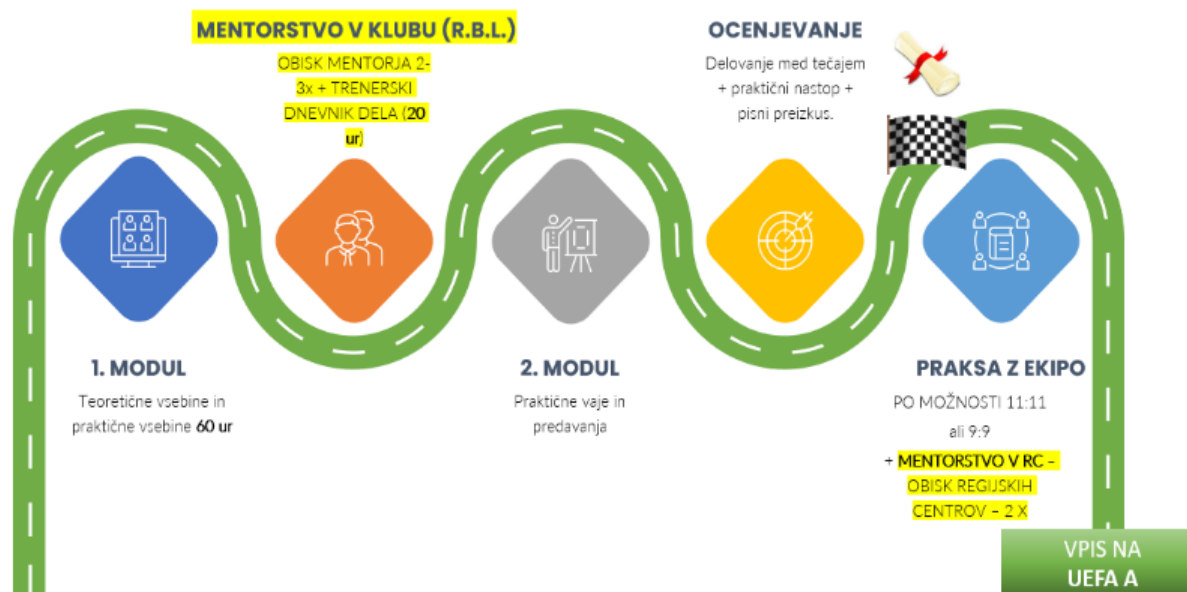 MENTORSTVO V KLUBU (R.B.L.)
OBISK MENTORJA 2-
3x + TRENERSKI
DNEVNIK DELA (20
ur)
OCENJEVANJE
Delovanje med tečajem
+ praktični nastop +
pisni preizkus.
1. MODUL
Teoretične vsebine in
praktične vsebine 60 ur
2. MODUL
Praktične vaje in
predavanja
PRAKSA Z EKIPO
PO MOŽNOSTI 11:11
ali 9:9
+ MENTORSTVO V RC –
OBISK REGIJSKIH
CENTROV – 2 X
VPIS NA
UEFA A